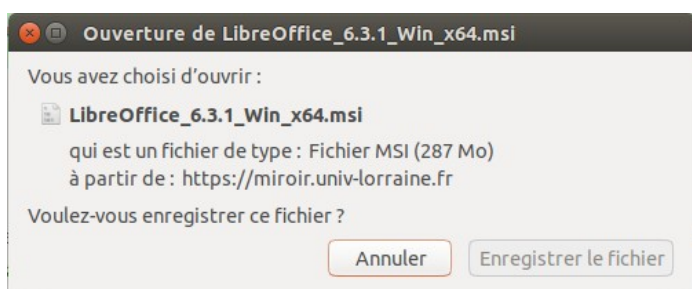 Ouverture de LibreOffice_6.3.1_Win_x64.msi
Vous avez choisi d'ouvrir :
LibreOffice_6.3.1_Win_x64.msi
qui est un fichier de type : Fichier MSI (287 Mo)
à partir de : https://miroir.univ-lorraine.fr
Voulez-vous enregistrer ce fichier ?
Annuler Enregistrer le fichier